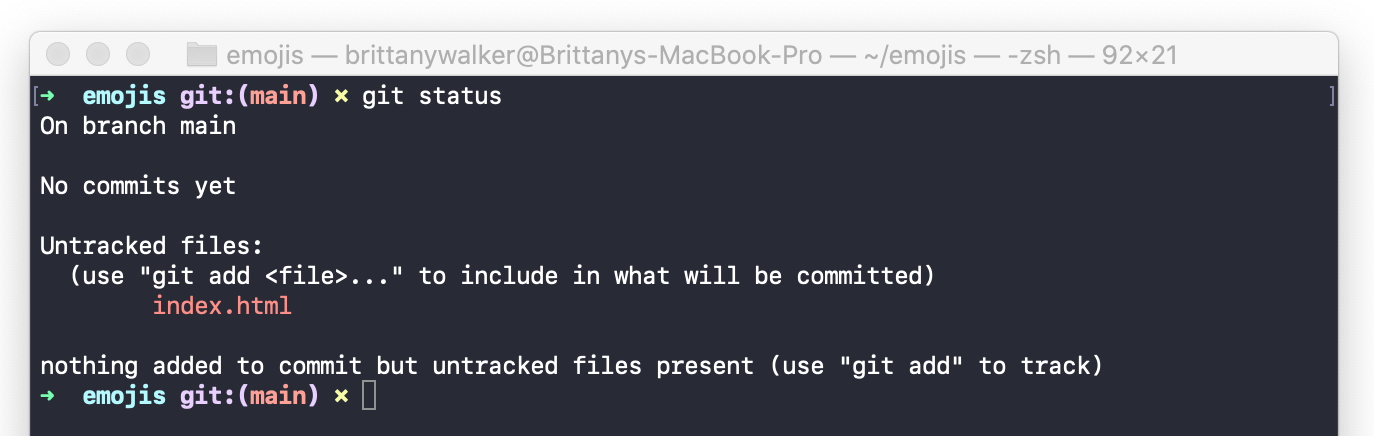 emojis — brittanywalker@Brittanys-MacBook-Pro — ~/emojis — -zsh — 92×21
[➜  emojis git:(main) ✗ git status ]
On branch main

No commits yet

Untracked files:
  (use "git add <file>..." to include in what will be committed)
        index.html

nothing added to commit but untracked files present (use "git add" to track)
➜  emojis git:(main) ✗